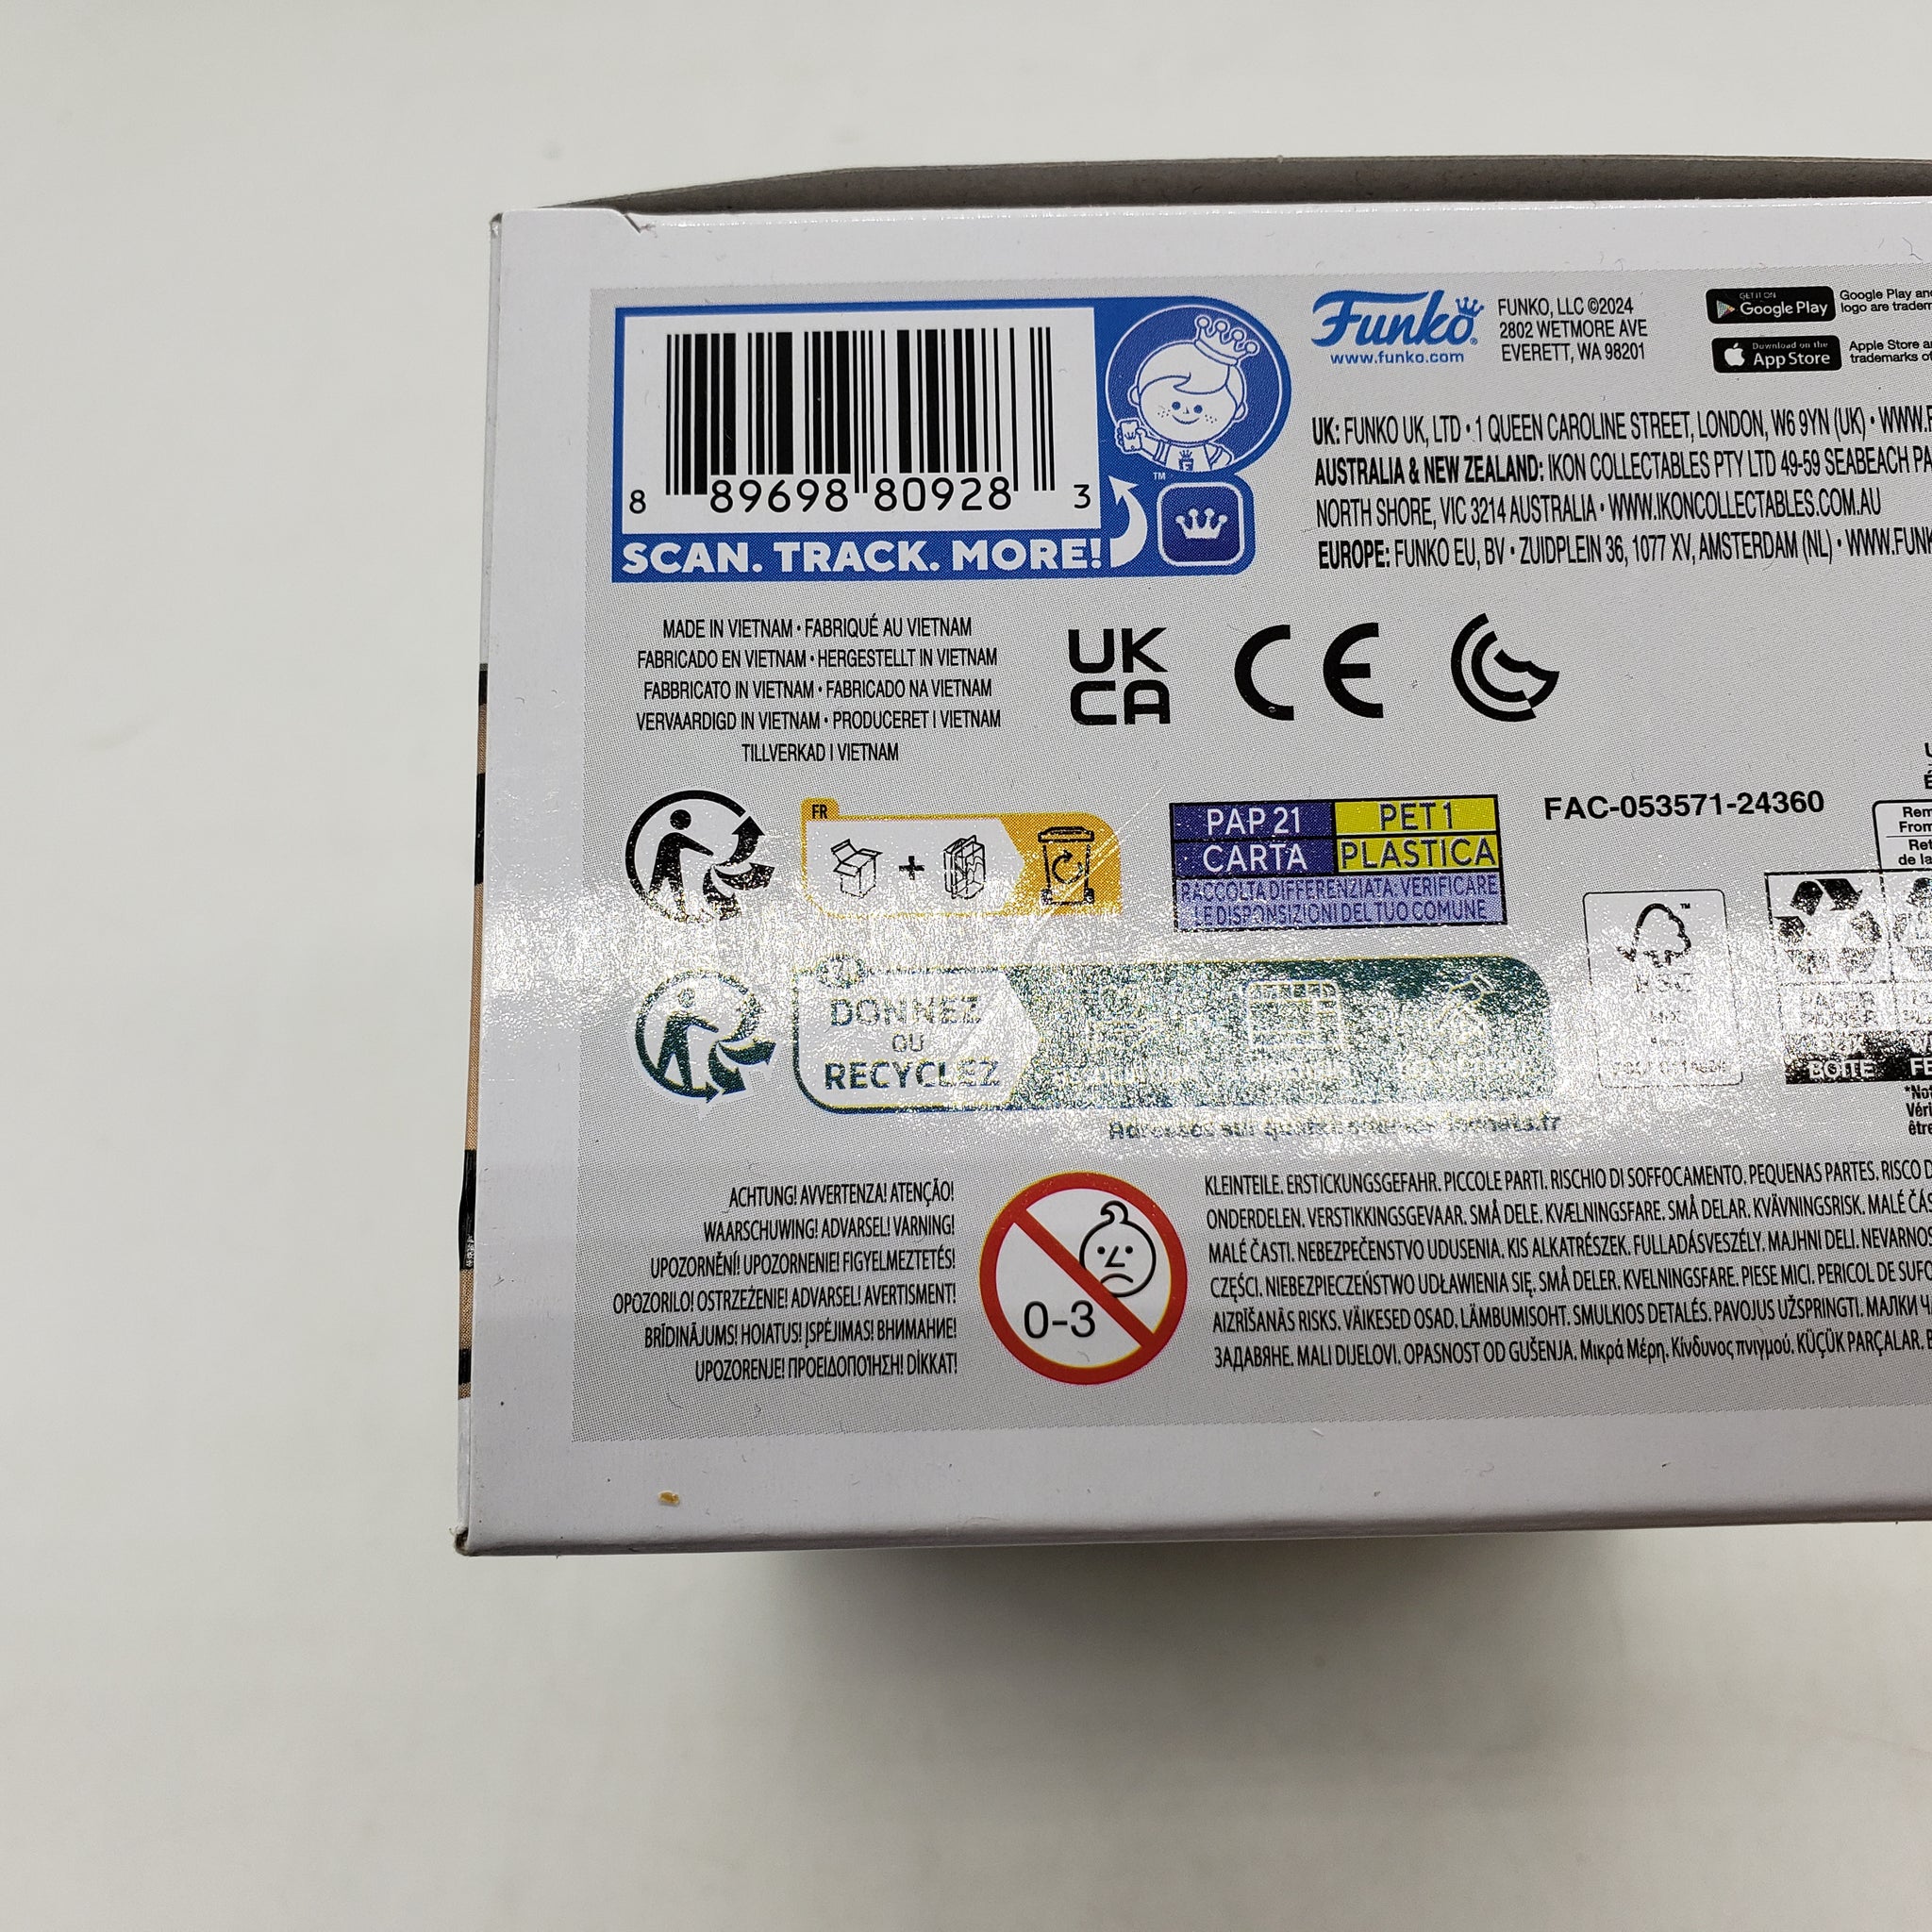 8 89698 80928 3
SCAN. TRACK. MORE!
Funko
www.funko.com
FUNKO, LLC ©2024
2802 WETMORE AVE
EVERETT, WA 98201
GET IT ON
Google Play
Google Play
logo are
Download on the
App Store
Apple Store
trademarks
UK: FUNKO UK, LTD • 1 QUEEN CAROLINE STREET, LONDON, W6 9YN (UK) •
AUSTRALIA & NEW ZEALAND: IKON COLLECTABLES PTY LTD 49-59 SEABEACH
NORTH SHORE, VIC 3214 AUSTRALIA • WWW.IKONCOLLECTABLES.COM.AU
EUROPE: FUNKO EU, BV • ZUIDPLEIN 36, 1077 XV, AMSTERDAM (NL) •
MADE IN VIETNAM • FABRIQUÉ AU VIETNAM
FABRICADO EN VIETNAM • HERGESTELLT IN VIETNAM
FABBRICATO IN VIETNAM • FABRICADO NA VIETNAM
VERVAARDIGD IN VIETNAM • PRODUCERET I VIETNAM
TILLVERKAD I VIETNAM
UK
CA
CE
FR
PAP 21
CARTA
PET 1
PLASTICA
RACCOLTA DIFFERENZIATA: VERIFICARE
LE DISPONSIZIONI DEL TUO COMUNE
FAC-053571-24360
DONNEZ
OU
RECYCLEZ
BOÎTE
ACHTUNG! AVVERTENZA! ATENÇÃO!
WAARSCHUWING! ADVARSEL! VARNING!
UPOZORNĚNÍ! UPOZORNENIE! FIGYELMEZTETÉS!
OPOZORILO! OSTRZEŻENIE! ADVARSEL! AVERTISMENT!
BRĪDINĀJUMS! HOIATUS! ĮSPĖJIMAS! ВНИМАНИЕ!
UPOZORENJE! ΠΡΟΕΙΔΟΠΟΊΗΣΗ! DİKKAT!
0-3
KLEINTEILE. ERSTICKUNGSGEFAHR. PICCOLE PARTI. RISCHIO DI SOFFOCAMENTO. PEQUENAS PARTES. RISCO
ONDERDELEN. VERSTIKKINGSGEVAAR. SMÅ DELE. KVÆLNINGSFARE. SMÅ DELAR. KVÄVNINGSRISK. MALÉ
MALÉ ČASTI. NEBEZPEČENSTVO UDUSENIA. KIS ALKATRÉSZEK. FULLADÁSVESZÉLY. MAJHNI DELI.
CZĘŚCI. NIEBEZPIECZEŃSTWO UDŁAWIENIA SIĘ. SMÅ DELER. KVELNINGSFARE. PIESE MICI. PERICOL DE
AIZRĪŠANĀS RISKS. VÄIKESED OSAD. LÄMBUMISOHT. SMULKIOS DETALĖS. PAVOJUS UŽSPRINGTI. МАЛКИ
ЗАДАВЯНЕ. MALI DIJELOVI. OPASNOST OD GUŠENJA. Μικρά Μέρη. Κίνδυνος πνιγμού. KÜÇÜK PARÇALAR.